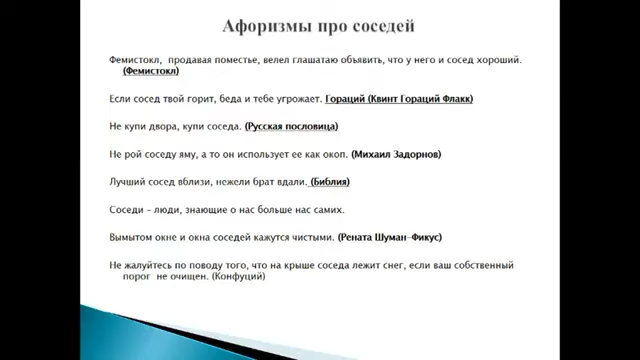 Афоризмы про соседей
Фемистокл, продавая поместье, велел глашатаю объявить, что у него и сосед хороший.
(Фемистокл)
Если сосед твой горит, беда и тебе угрожает. Гораций (Квинт Гораций Флакк)
Не купи двора, купи соседа. (Русская пословица)
Не рой соседу яму, а то он использует ее как окоп. (Михаил Задорнов)
Лучший сосед вблизи, нежели брат вдали. (Библия)
Соседи – люди, знающие о нас больше нас самих.
Вымытом окне и окна соседей кажутся чистыми. (Рената Шуман-Фикус)
Не жалуйтесь по поводу того, что на крыше соседа лежит снег, если ваш собственный
порог не очищен. (Конфуций)